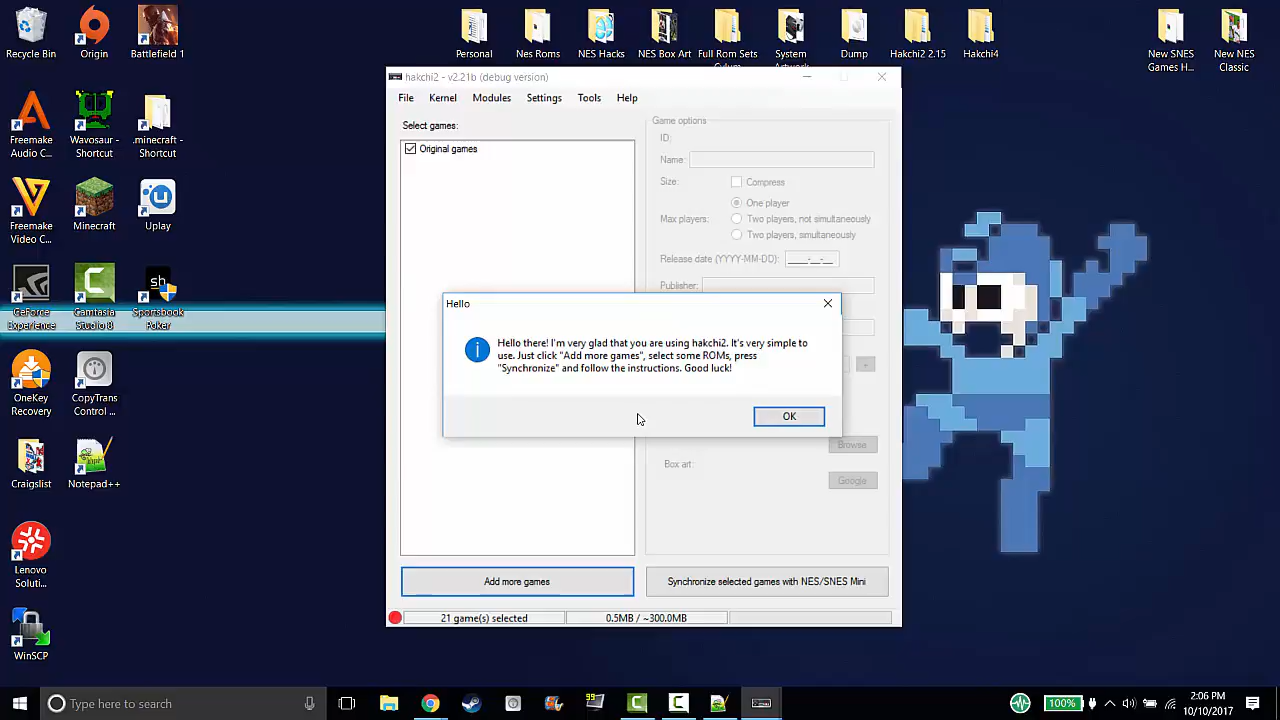 Recycle Bin
Origin
Battlefield 1
Personal
Nes Roms
NES Hacks
NES Box Art
Full Rom Sets
System
Artwork
Dump
Hakchi2 2.15
Hakchi4
New SNES
Games H...
New NES
Classic
Freemake
Audio C...
Wavosaur -
Shortcut
.minecraft -
Shortcut
Freemake
Video C...
Minecraft
Uplay
GeForce
Experience
Camtasia
Studio 8
sb
Sportsbook
Poker
OneKey
Recovery
CopyTrans
Control ...
Craigslist
Notepad++
Lenovo
Soluti...
WinSCP
hakchi2 - v2.21b (debug version)
File Kernel Modules Settings Tools Help
Select games:
Original games
Game options
ID:
Name:
Size:
Compress
Max players:
One player
Two players, not simultaneously
Two players, simultaneously
Release date (YYYY-MM-DD):
____-__-__
Publisher:
Hello
Hello there! I'm very glad that you are using hakchi2. It's very simple to
use. Just click "Add more games", select some ROMs, press
"Synchronize" and follow the instructions. Good luck!
OK
Browse
Box art:
Google
Add more games
Synchronize selected games with NES/SNES Mini
21 game(s) selected
0.5MB / ~300.0MB
Type here to search
99
100%
2:06 PM
10/10/2017